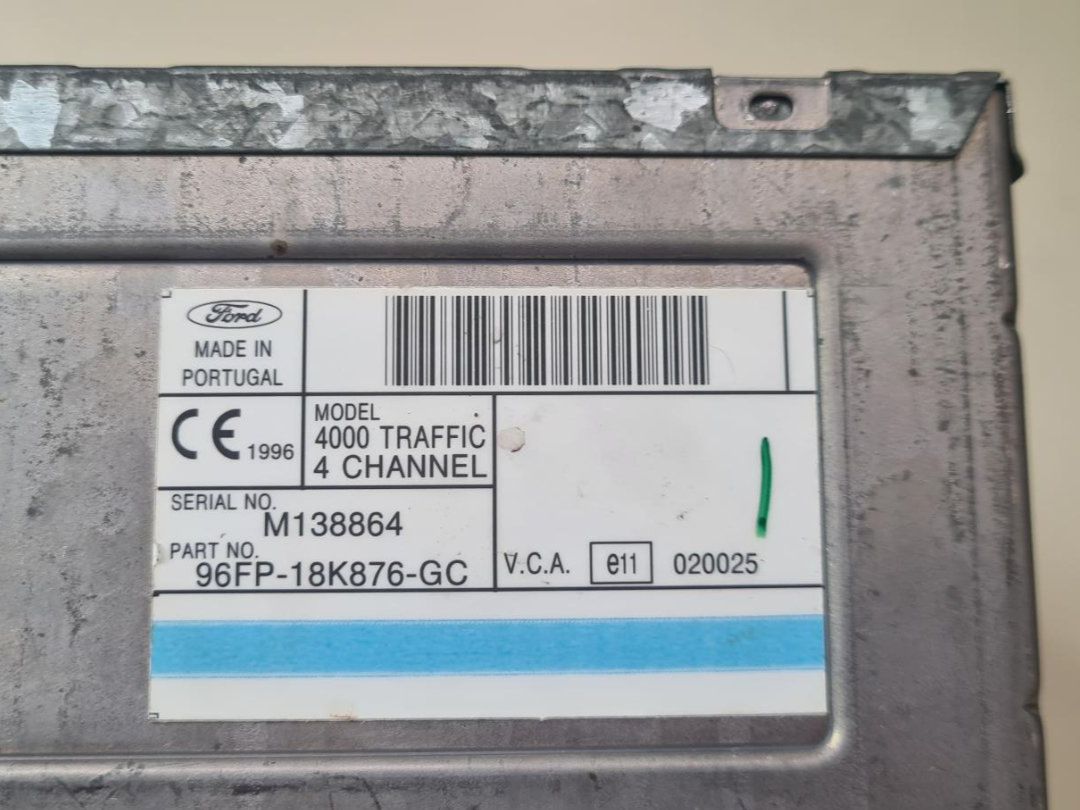 Ford
MADE IN
PORTUGAL
CE 1996
MODEL
4000 TRAFFIC
4 CHANNEL
SERIAL NO.
M138864
PART NO.
96FP-18K876-GC
V.C.A. e11 020025